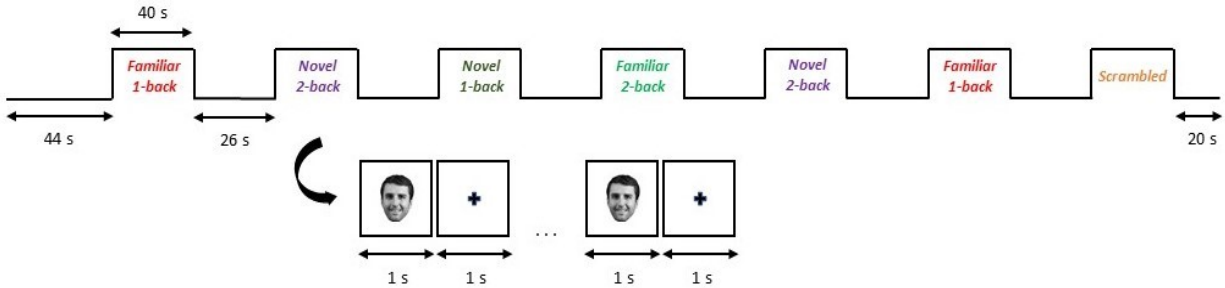 40 s
Familiar
1-back
Novel
2-back
Novel
1-back
Familiar
2-back
Novel
2-back
Familiar
1-back
Scrambled
44 s
26 s
20 s
...
1 s
1 s
1 s
1 s